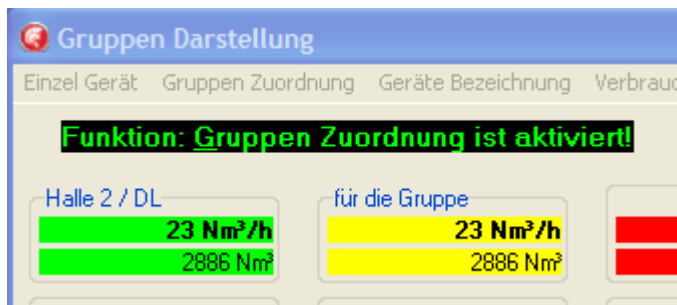 Gruppen Darstellung
Einzel Gerät Gruppen Zuordnung Geräte Bezeichnung Verbrauc
Funktion: Gruppen Zuordnung ist aktiviert!
Halle 2 / DL
23 Nm³/h
2886 Nm³
für die Gruppe
23 Nm³/h
2886 Nm³